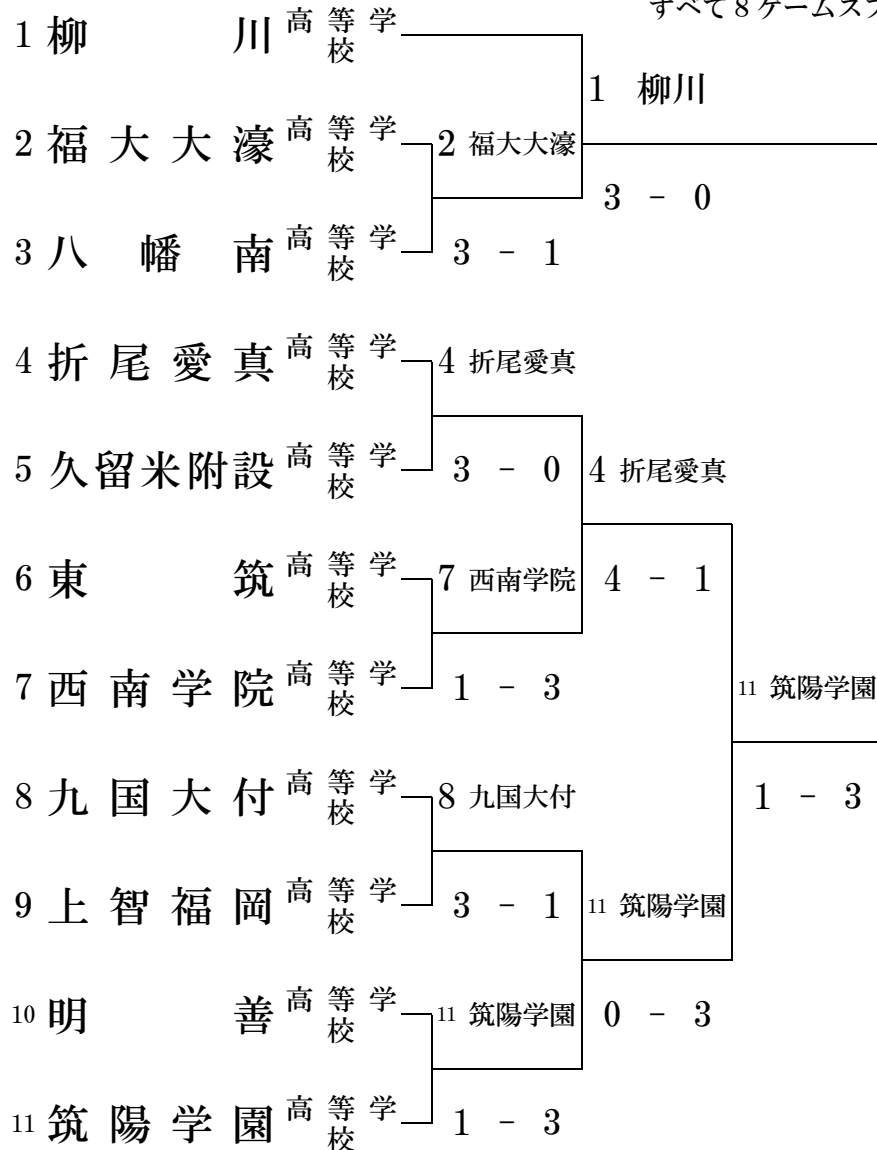 すべて8ゲームス
1 柳川高等学校
1 柳川
2 福大大濠高等学校
2 福大大濠
3 - 0
3 八幡南高等学校
3 - 1
4 折尾愛真高等学校
4 折尾愛真
5 久留米附設高等学校
3 - 0
4 折尾愛真
6 東筑高等学校
7 西南学院
4 - 1
7 西南学院高等学校
1 - 3
11 筑陽学園
8 九国大付高等学校
8 九国大付
1 - 3
9 上智福岡高等学校
3 - 1
11 筑陽学園
10 明善高等学校
11 筑陽学園
0 - 3
11 筑陽学園高等学校
1 - 3